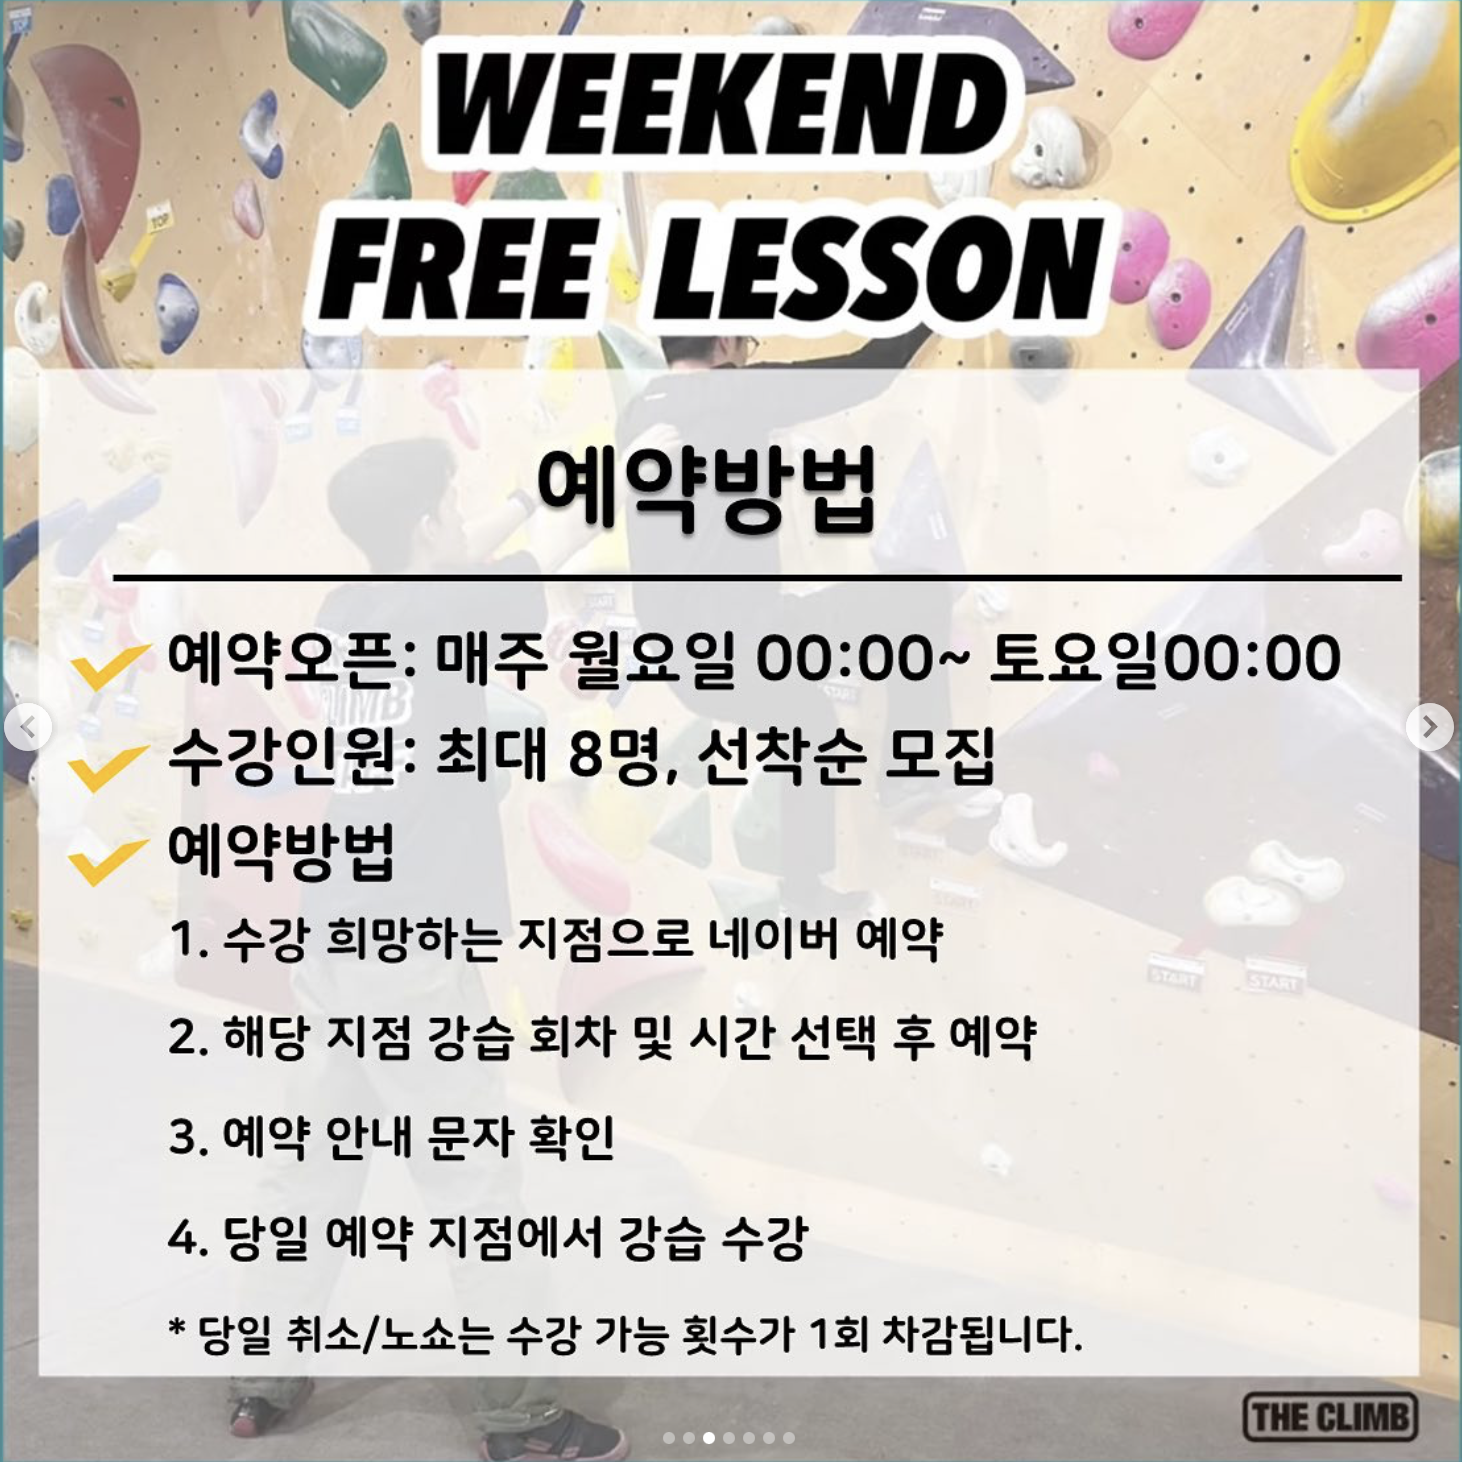 WEEKEND
FREE LESSON
예약방법
예약오픈: 매주 월요일 00:00~ 토요일00:00
수강인원: 최대 8명, 선착순 모집
예약방법
1. 수강 희망하는 지점으로 네이버 예약
2. 해당 지점 강습 회차 및 시간 선택 후 예약
3. 예약 안내 문자 확인
4. 당일 예약 지점에서 강습 수강
* 당일 취소/노쇼는 수강 가능 횟수가 1회 차감됩니다.
THE CLIMB
TOP
START
START